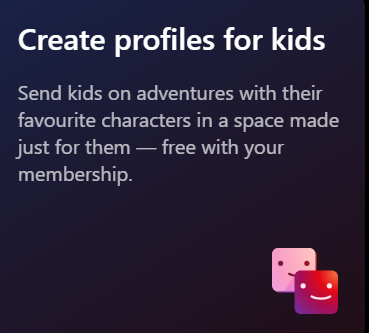 Create profiles for kids
Send kids on adventures with their
favourite characters in a space made
just for them — free with your
membership.